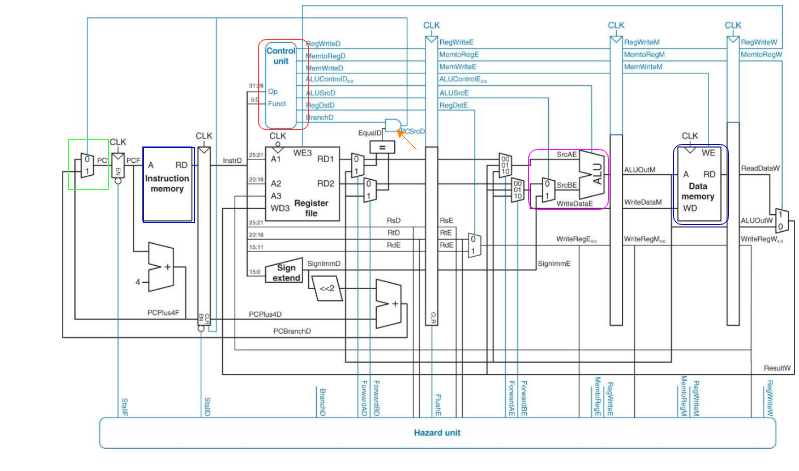 CLK
CLK
CLK
Control
unit
RegWriteD
RegWriteE
RegWriteM
RegWriteW
MemtoRegD
MemtoRegE
MemtoRegM
MemtoRegW
MemWriteD
MemWriteE
MemWriteM
ALUControlD2:0
ALUControlE2:0
31:26
Op
ALUSrcD
ALUSrcE
5:0
Funct
RegDstD
RegDstE
BranchD
EqualD
PCSrcD
CLK
CLK
CLK
CLK
0
1
PC'
PCF
EN
A
RD
Instruction
memory
InstrD
25:21
A1
WE3
RD1
=
0
1
00
01
10
SrcAE
ALU
ALUOutM
WE
A
RD
Data
memory
WD
ReadDataW
20:16
A2
RD2
0
1
00
01
10
0
1
SrcBE
A3
WD3
Register
file
WriteDataE
WriteDataM
ALUOutW
1
0
25:21
RsD
RsE
20:16
RtD
RtE
15:11
RdD
RdE
0
1
WriteRegE4:0
WriteRegM4:0
WriteRegW4:0
+
4
15:0
Sign
extend
SignImmD
SignImmE
<<2
+
PCPlus4F
EN
CLR
PCPlus4D
CLR
PCBranchD
ResultW
StallF
StallD
BranchD
ForwardAD
ForwardBD
FlushE
ForwardAE
ForwardBE
MemtoRegE
RegWriteE
MemtoRegM
RegWriteM
RegWriteW
Hazard unit